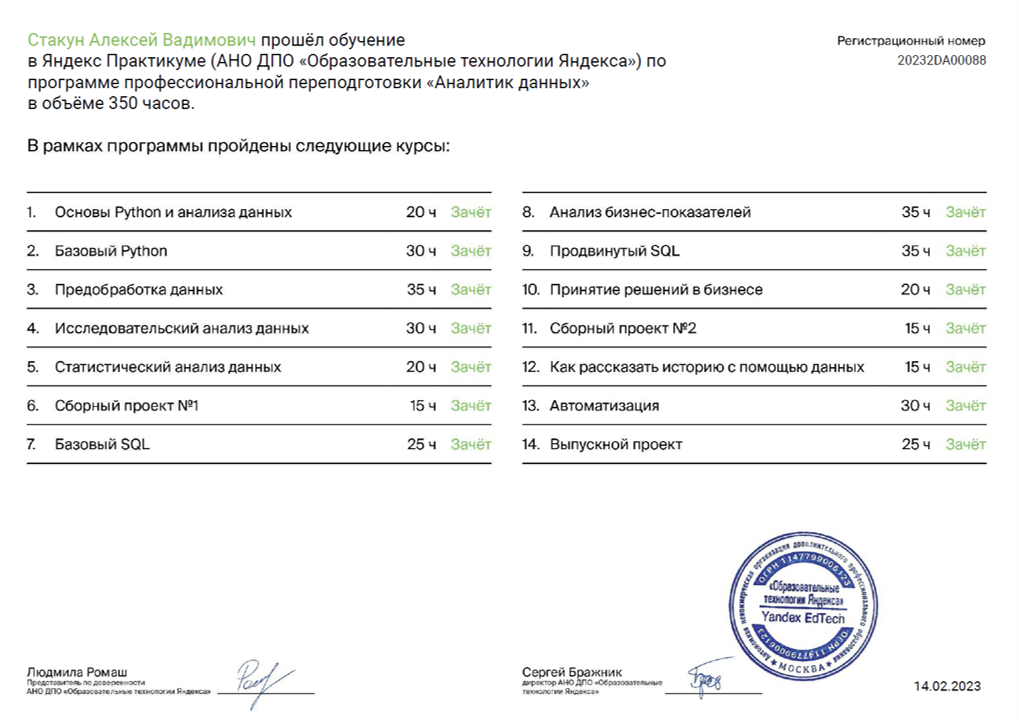 Стакун Алексей Вадимович прошёл обучение
в Яндекс Практикуме (АНО ДПО «Образовательные технологии Яндекса») по
программе профессиональной переподготовки «Аналитик данных»
в объёме 350 часов.
Регистрационный номер
20232DA00088
В рамках программы пройдены следующие курсы:
1. Основы Python и анализа данных 20 ч Зачёт
2. Базовый Python 30 ч Зачёт
3. Предобработка данных 35 ч Зачёт
4. Исследовательский анализ данных 30 ч Зачёт
5. Статистический анализ данных 20 ч Зачёт
6. Сборный проект №1 15 ч Зачёт
7. Базовый SQL 25 ч Зачёт
8. Анализ бизнес-показателей 35 ч Зачёт
9. Продвинутый SQL 35 ч Зачёт
10. Принятие решений в бизнесе 20 ч Зачёт
11. Сборный проект №2 15 ч Зачёт
12. Как рассказать историю с помощью данных 15 ч Зачёт
13. Автоматизация 30 ч Зачёт
14. Выпускной проект 25 ч Зачёт
Автономная некоммерческая организация дополнительного профессионального образования
ОГРН 1147799006123
«Образовательные
технологии Яндекса»
Yandex EdTech
ОГРН 1147799006123
МОСКВА
Людмила Ромаш
Представитель по доверенности
АНО ДПО «Образовательные технологии Яндекса»
Сергей Бражник
директор АНО ДПО «Образовательные
технологии Яндекса»
14.02.2023